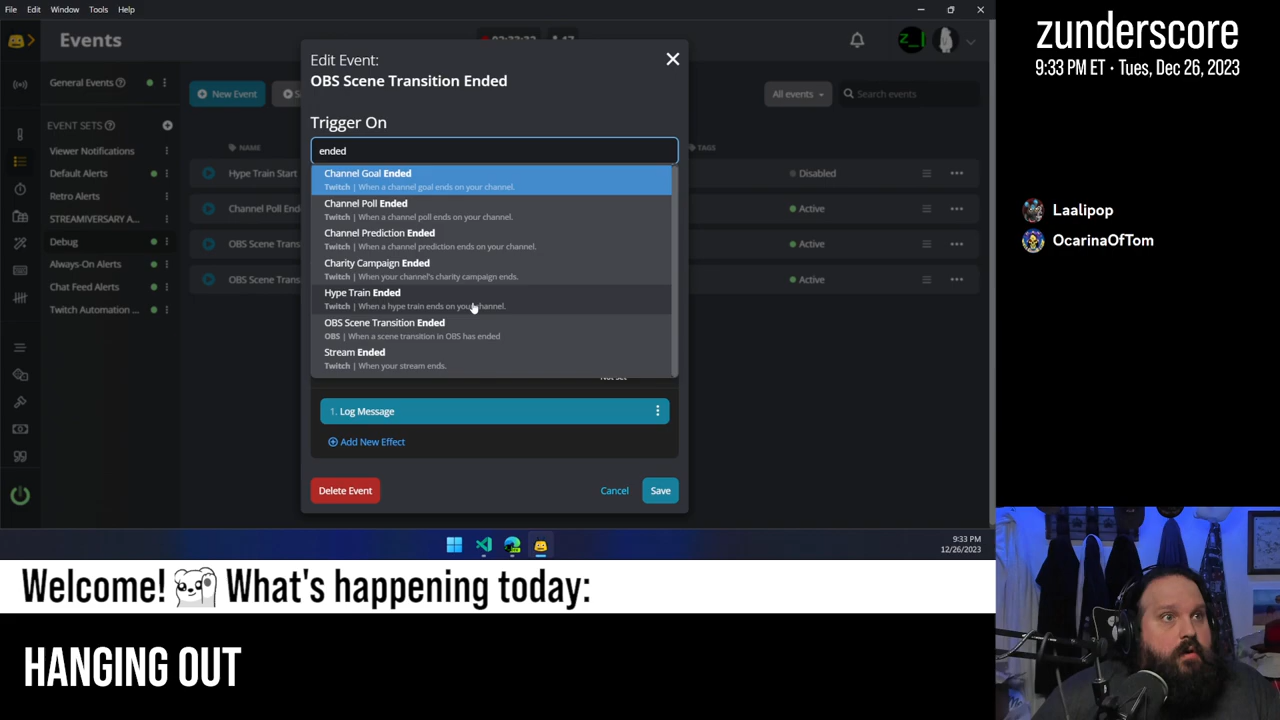 File Edit Window Tools Help
Events
General Events
EVENT SETS
Viewer Notifications
Default Alerts
Retro Alerts
STREAMIVERSARY A...
Debug
Always-On Alerts
Chat Feed Alerts
Twitch Automation ...
New Event
All events
Search events
NAME
TAGS
Hype Train Start
Disabled
Channel Poll End
Active
OBS Scene Trans
Active
OBS Scene Trans
Active
Edit Event:
OBS Scene Transition Ended
Trigger On
ended
Channel Goal Ended
Twitch | When a channel goal ends on your channel.
Channel Poll Ended
Twitch | When a channel poll ends on your channel.
Channel Prediction Ended
Twitch | When a channel prediction ends on your channel.
Charity Campaign Ended
Twitch | When your channel's charity campaign ends.
Hype Train Ended
Twitch | When a hype train ends on your channel.
OBS Scene Transition Ended
OBS | When a scene transition in OBS has ended
Stream Ended
Twitch | When your stream ends.
1. Log Message
Add New Effect
Delete Event
Cancel
Save
9:33 PM
12/26/2023
zunderscore
9:33 PM ET · Tues, Dec 26, 2023
Laalipop
OcarinaOfTom
Welcome! What's happening today:
HANGING OUT